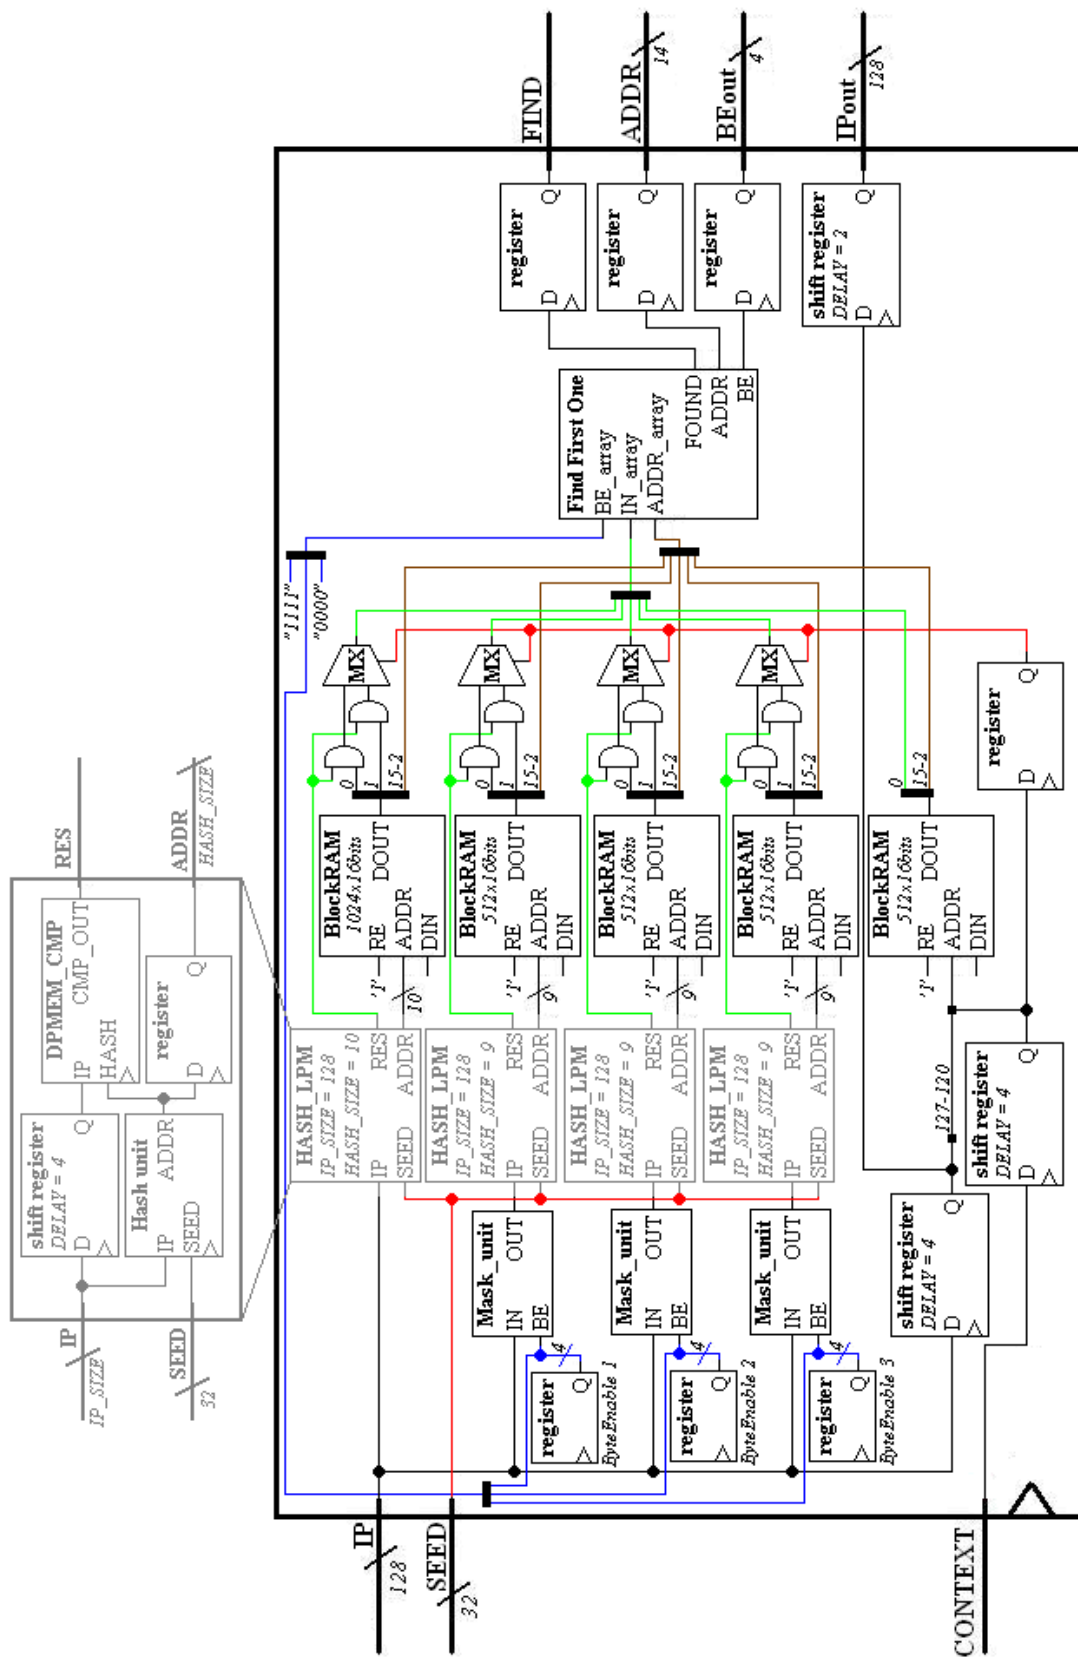 IP
IP_SIZE
SEED
32
shift register
DELAY = 4
D
Q
Hash unit
IP
ADDR
SEED
DPMEM_CMP
IP
CMP_OUT
HASH
register
D
Q
RES
ADDR
HASH_SIZE
IP
128
SEED
32
CONTEXT
register
Q
ByteEnable 1
4
Mask_unit
IN
OUT
BE
register
Q
ByteEnable 2
4
Mask_unit
IN
OUT
BE
register
Q
ByteEnable 3
4
Mask_unit
IN
OUT
BE
shift register
DELAY = 4
D
Q
HASH_LPM
IP_SIZE = 128
HASH_SIZE = 10
IP
RES
SEED
ADDR
HASH_LPM
IP_SIZE = 128
HASH_SIZE = 9
IP
RES
SEED
ADDR
HASH_LPM
IP_SIZE = 128
HASH_SIZE = 9
IP
RES
SEED
ADDR
HASH_LPM
IP_SIZE = 128
HASH_SIZE = 9
IP
RES
SEED
ADDR
127-120
shift register
DELAY = 4
D
Q
'1'
10
BlockRAM
1024x16bits
RE
DOUT
ADDR
DIN
'1'
9
BlockRAM
512x16bits
RE
DOUT
ADDR
DIN
'1'
9
BlockRAM
512x16bits
RE
DOUT
ADDR
DIN
'1'
9
BlockRAM
512x16bits
RE
DOUT
ADDR
DIN
'1'
BlockRAM
512x16bits
RE
DOUT
ADDR
DIN
0
1
15-2
MX
0
1
15-2
MX
0
1
15-2
MX
0
1
15-2
MX
0
15-2
register
D
Q
"1111"
"0000"
Find First One
BE_array
IN_array
ADDR_array
FOUND
ADDR
BE
register
D
Q
register
D
Q
register
D
Q
shift register
DELAY = 2
D
Q
FIND
ADDR
14
BEout
4
IPout
128